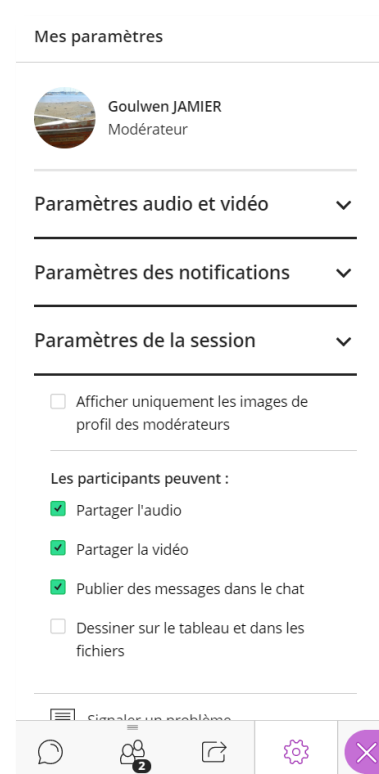 Mes paramètres
Goulwen JAMIER
Modérateur
Paramètres audio et vidéo
Paramètres des notifications
Paramètres de la session
Afficher uniquement les images de
profil des modérateurs
Les participants peuvent :
Partager l'audio
Partager la vidéo
Publier des messages dans le chat
Dessiner sur le tableau et dans les
fichiers
Signaler un problème
2